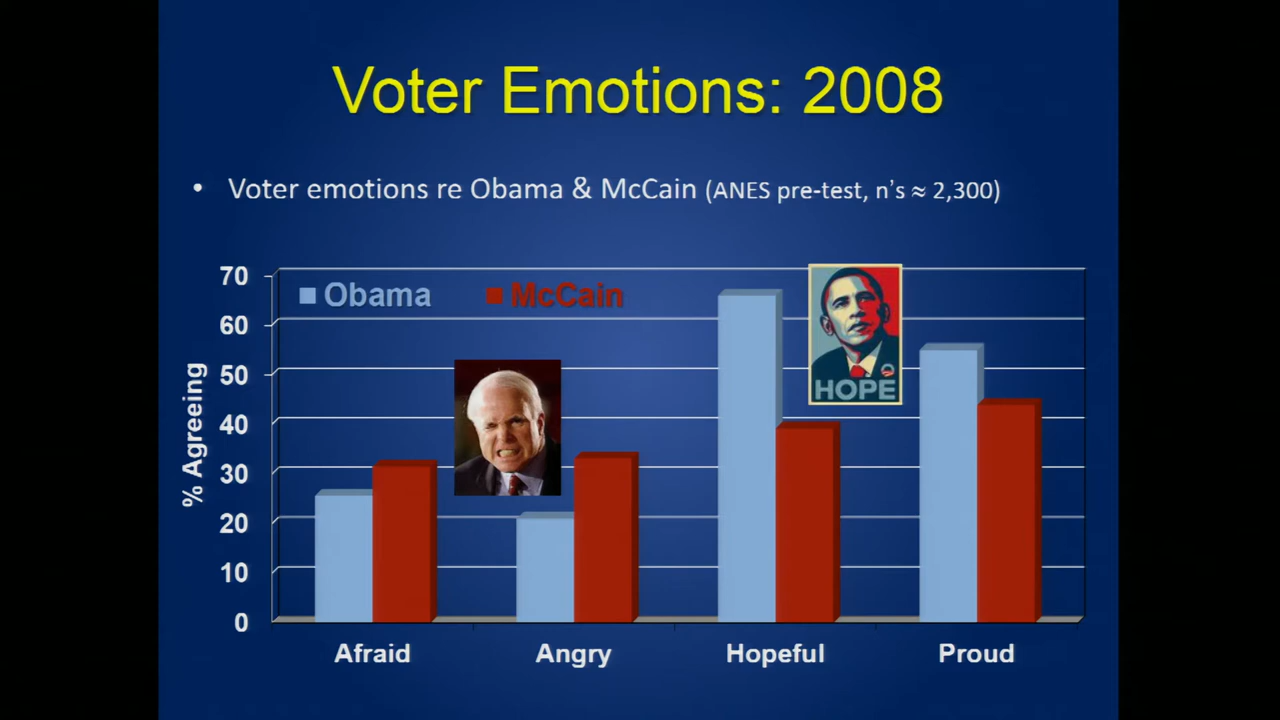 Voter Emotions: 2008
• Voter emotions re Obama & McCain (ANES pre-test, n's ≈ 2,300)
% Agreeing
70
60
50
40
30
20
10
0
Obama McCain
HOPE
Afraid Angry Hopeful Proud